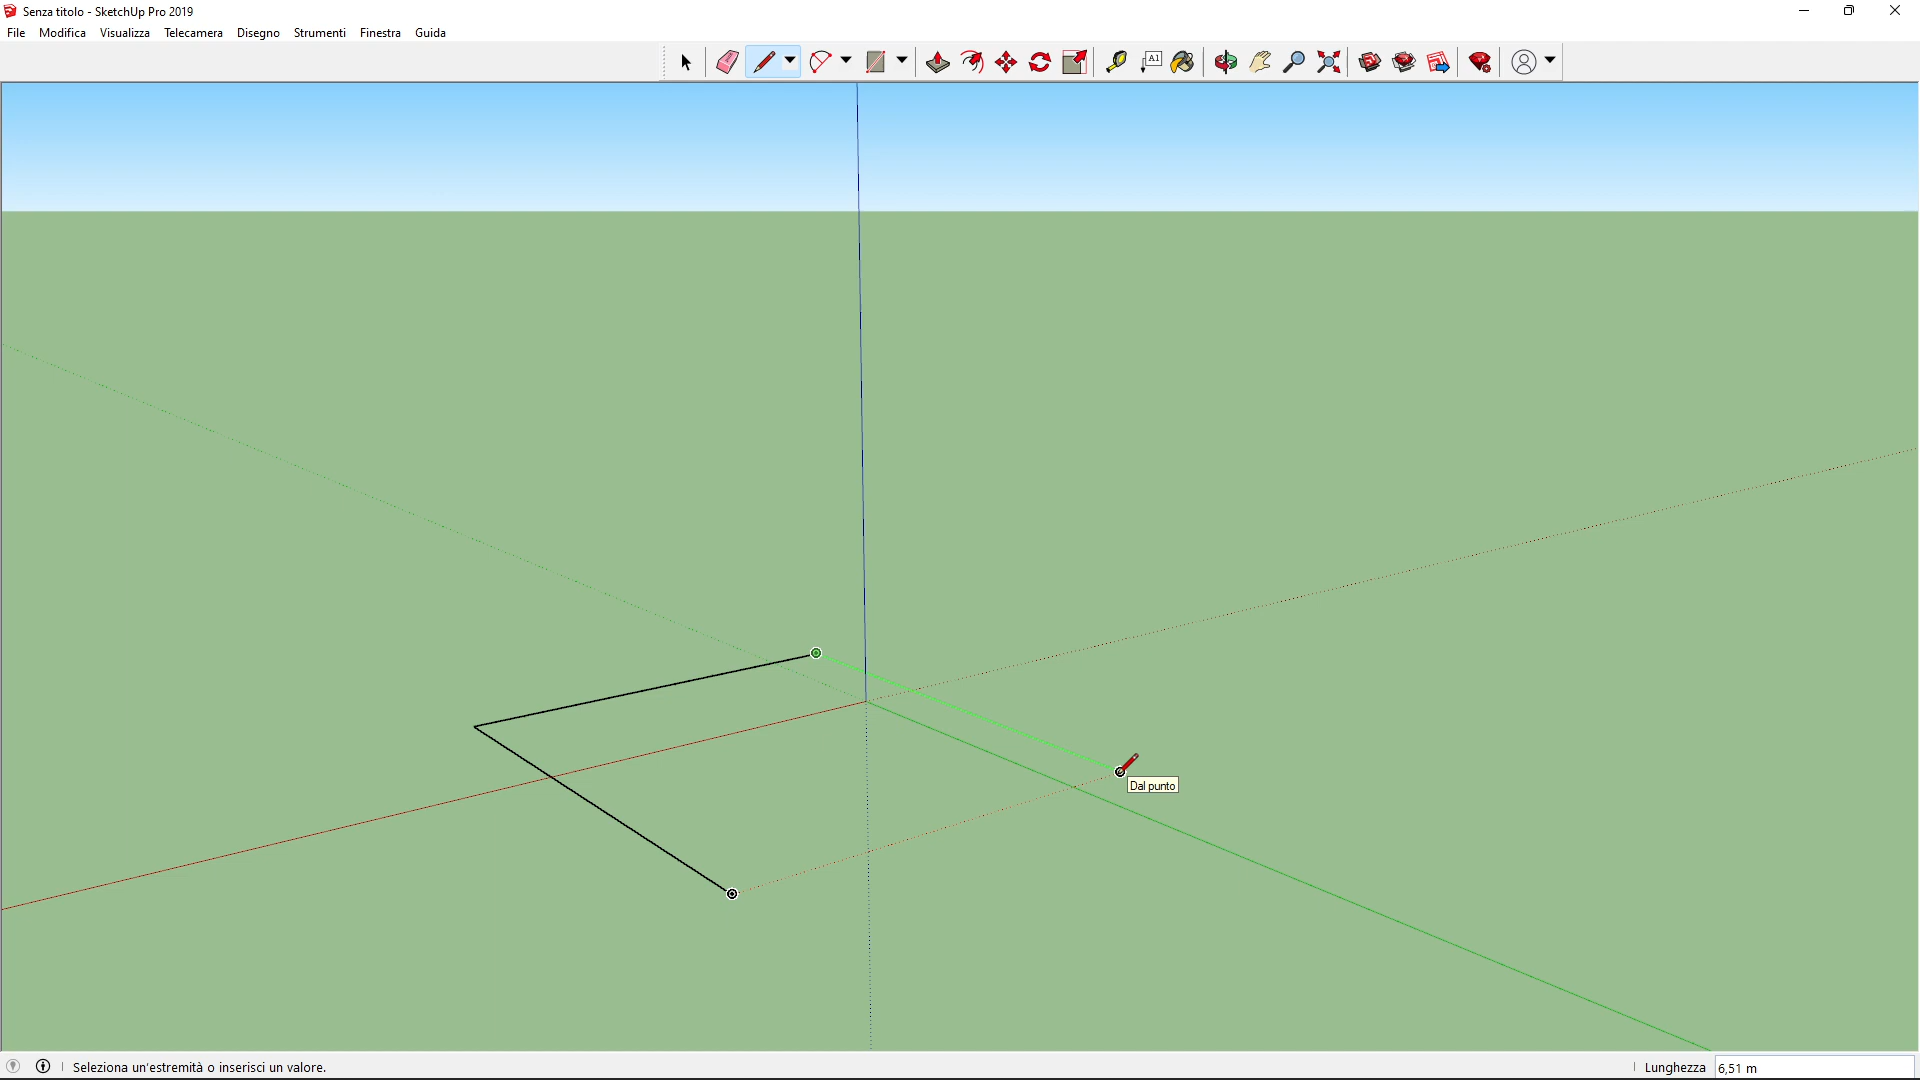 Senza titolo - SketchUp Pro 2019
File Modifica Visualizza Telecamera Disegno Strumenti Finestra Guida
A1
Dal punto
Seleziona un'estremità o inserisci un valore.
Lunghezza 6,51 m